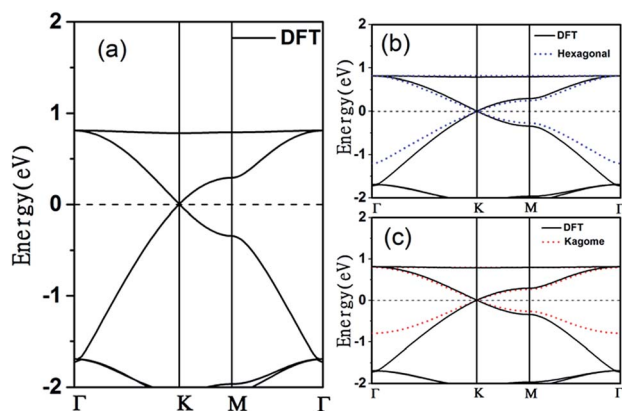 (a)
DFT
Energy(eV)
2
1
0
-1
-2
Γ K M Γ
(b)
DFT
Hexagonal
Energy(eV)
2
1
0
-1
-2
Γ K M Γ
(c)
DFT
Kagome
Energy(eV)
2
1
0
-1
-2
Γ K M Γ